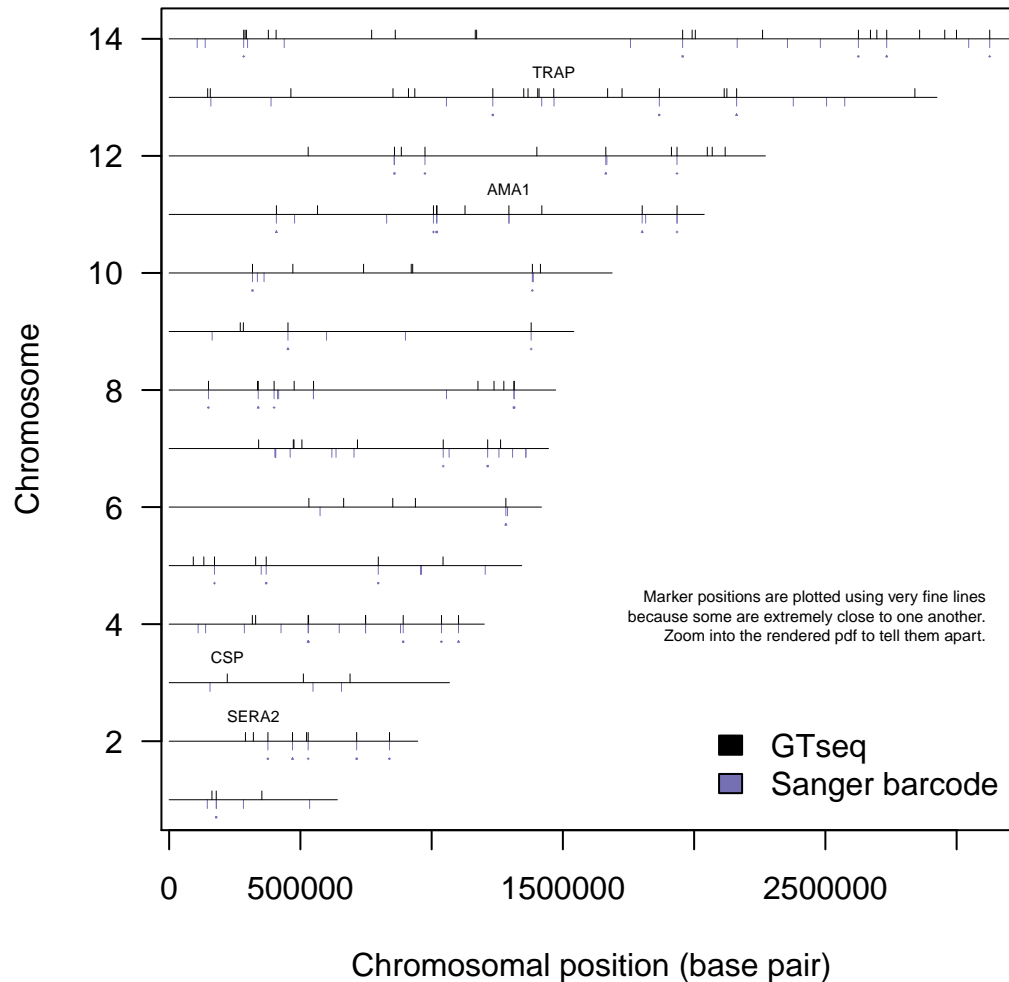 14
TRAP
12
AMA1
10
8
6
Marker positions are plotted using very fine lines
because some are extremely close to one another.
Zoom into the rendered pdf to tell them apart.
4
CSP
SERA2
2
GTseq
Sanger barcode
Chromosome
0 500000 1500000 2500000
Chromosomal position (base pair)